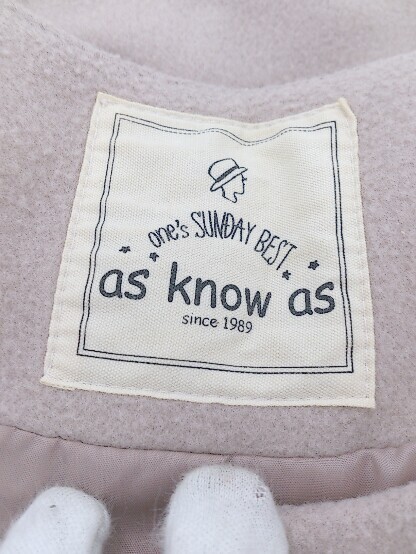 one's SUNDAY BEST
as know as
since 1989